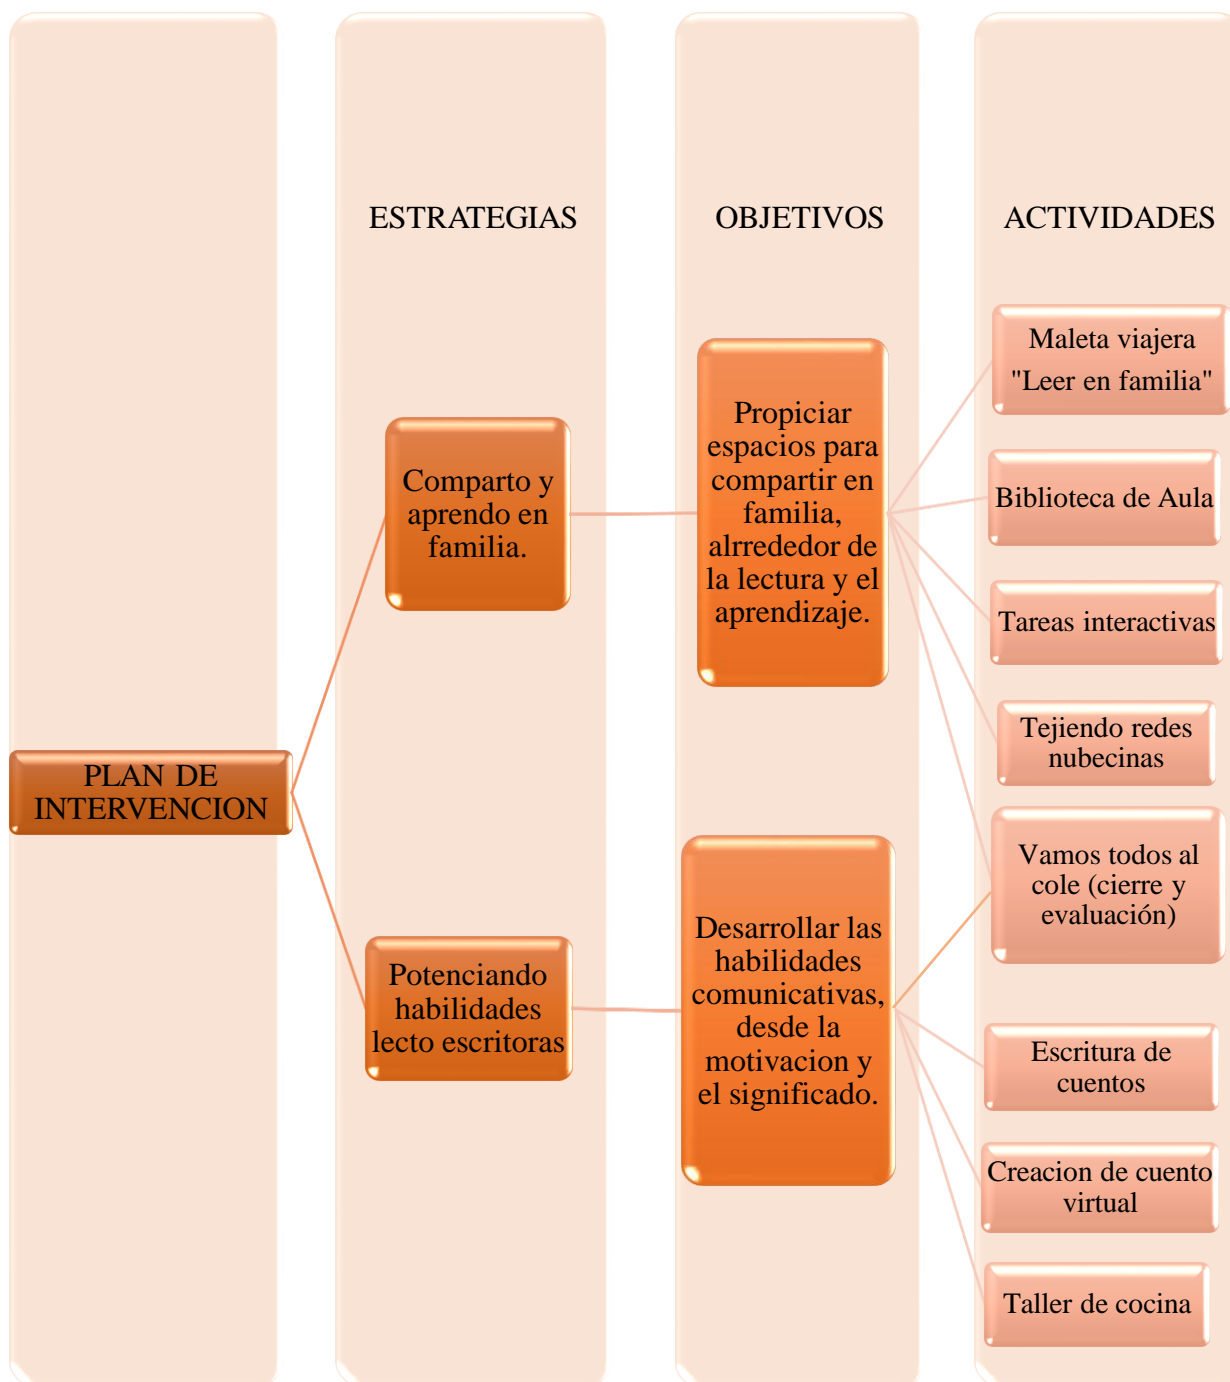 ESTRATEGIAS
OBJETIVOS
ACTIVIDADES
PLAN DE
INTERVENCION
Comparto y
aprendo en
familia.
Propiciar
espacios para
compartir en
familia,
alrrededor de
la lectura y el
aprendizaje.
Maleta viajera
"Leer en familia"
Biblioteca de Aula
Tareas interactivas
Tejiendo redes
nubecinas
Vamos todos al
cole (cierre y
evaluación)
Potenciando
habilidades
lecto escritoras
Desarrollar las
habilidades
comunicativas,
desde la
motivacion y
el significado.
Escritura de
cuentos
Creacion de cuento
virtual
Taller de cocina